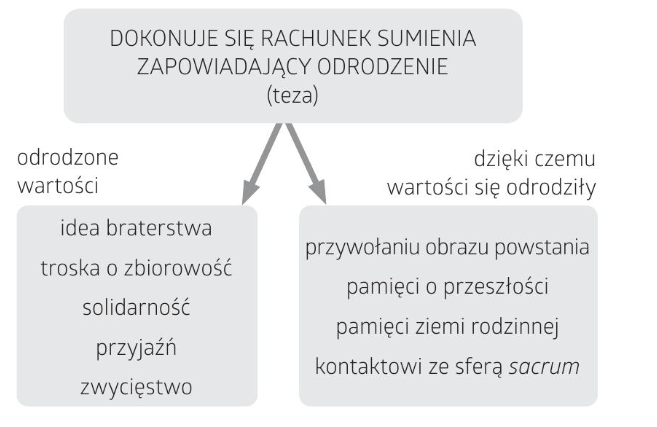 DOKONUJE SIĘ RACHUNEK SUMIENIA
ZAPOWIADAJĄCY ODRODZENIE
(teza)
odrodzone
wartości
idea braterstwa
troska o zbiorowość
solidarność
przyjaźń
zwycięstwo
dzięki czemu
wartości się odrodziły
przywołaniu obrazu powstania
pamięci o przeszłości
pamięci ziemi rodzinnej
kontaktowi ze sferą sacrum